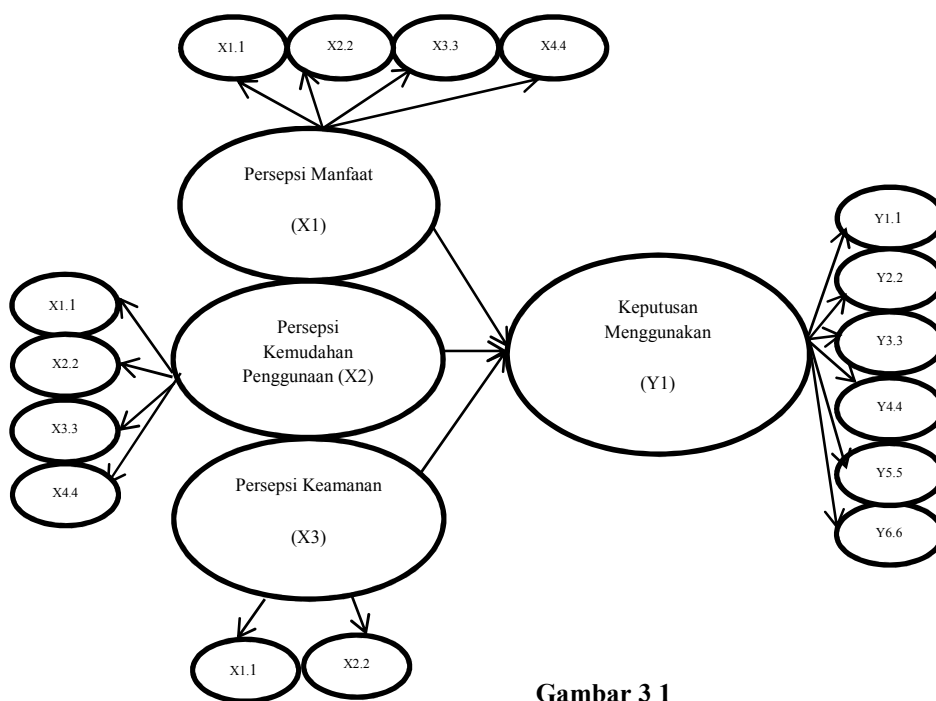 X1.1
X2.2
X3.3
X4.4
Persepsi Manfaat
(X1)
X1.1
X2.2
X3.3
X4.4
Persepsi
Kemudahan
Penggunaan (X2)
Persepsi Keamanan
(X3)
X1.1
X2.2
Keputusan
Menggunakan
(Y1)
Y1.1
Y2.2
Y3.3
Y4.4
Y5.5
Y6.6
Gambar 3 1